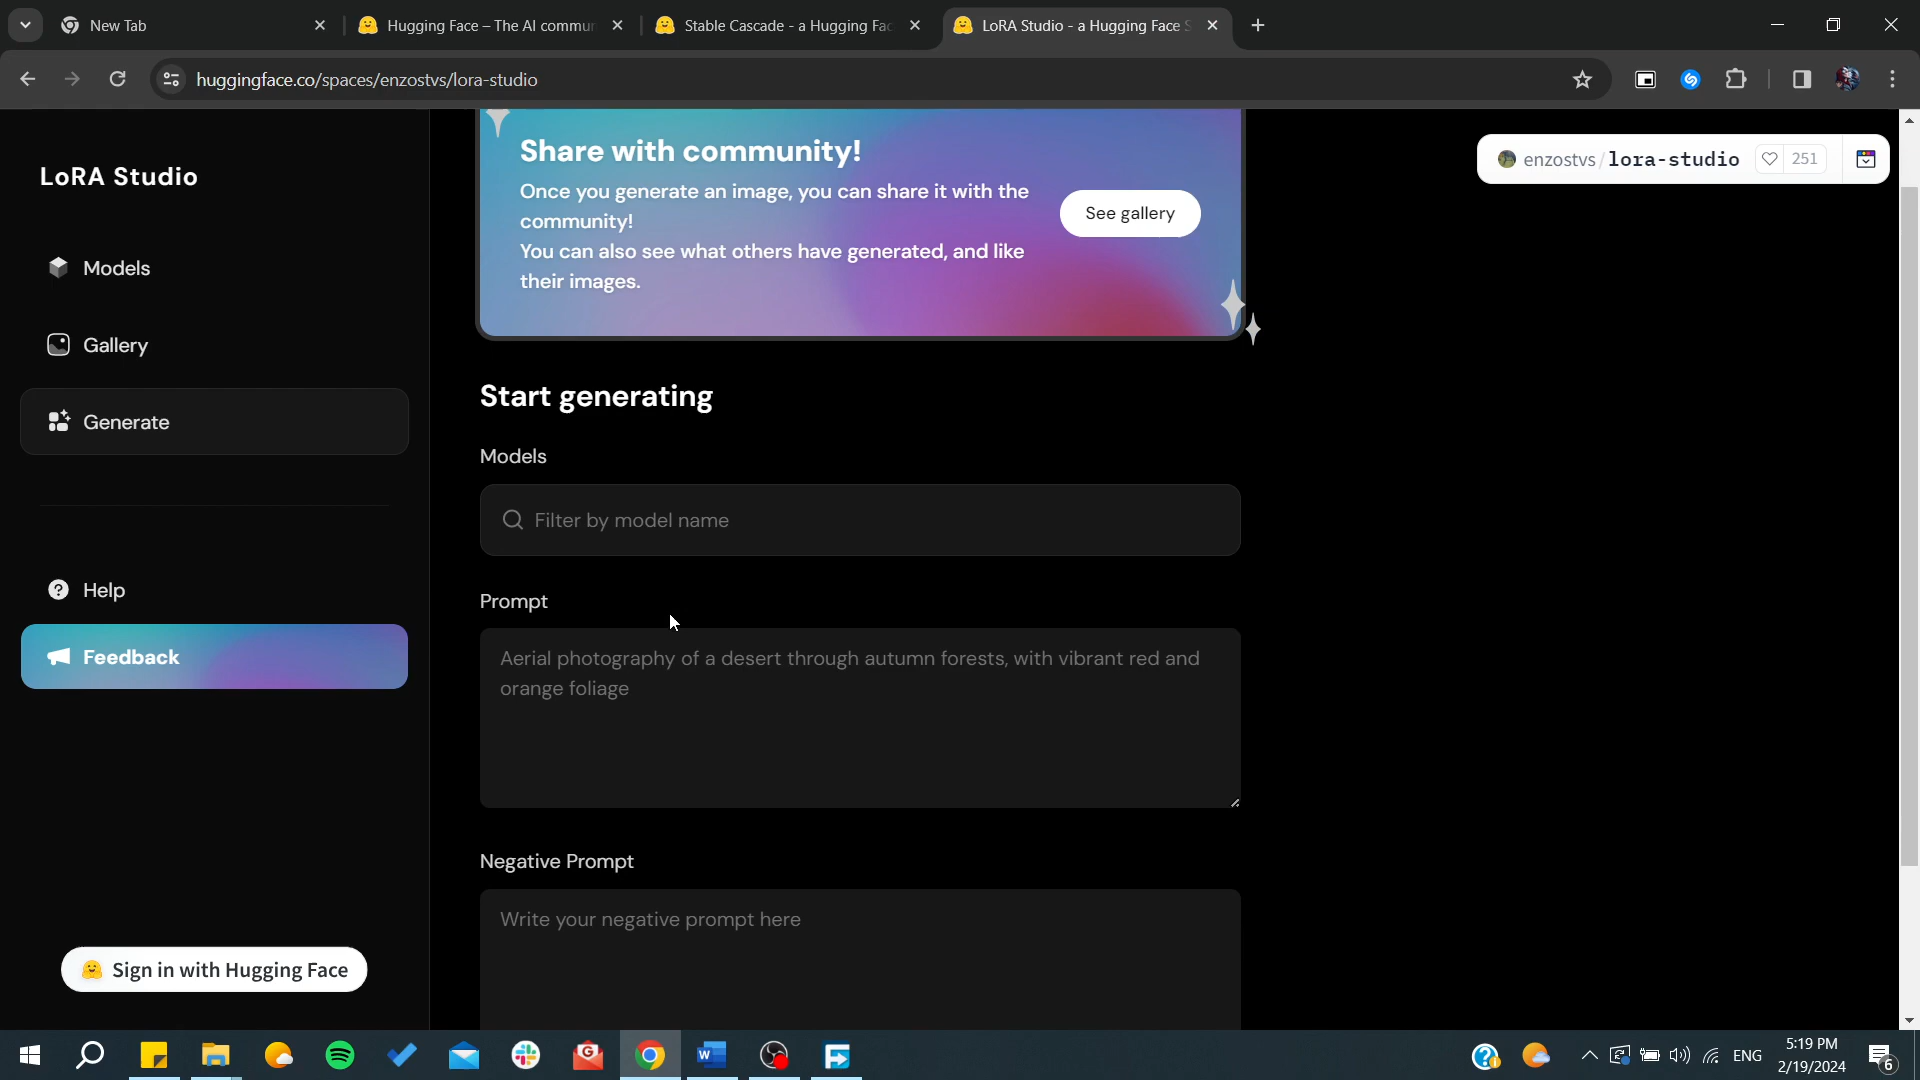 New Tab
Hugging Face – The AI commun
Stable Cascade - a Hugging Fac
LoRA Studio - a Hugging Face S
huggingface.co/spaces/enzostvs/lora-studio
LoRA Studio
Models
Gallery
Generate
Help
Feedback
Sign in with Hugging Face
Share with community!
Once you generate an image, you can share it with the
community!
You can also see what others have generated, and like
their images.
See gallery
enzostvs/lora-studio 251
Start generating
Models
Filter by model name
Prompt
Aerial photography of a desert through autumn forests, with vibrant red and
orange foliage
Negative Prompt
Write your negative prompt here
ENG
5:19 PM
2/19/2024
6